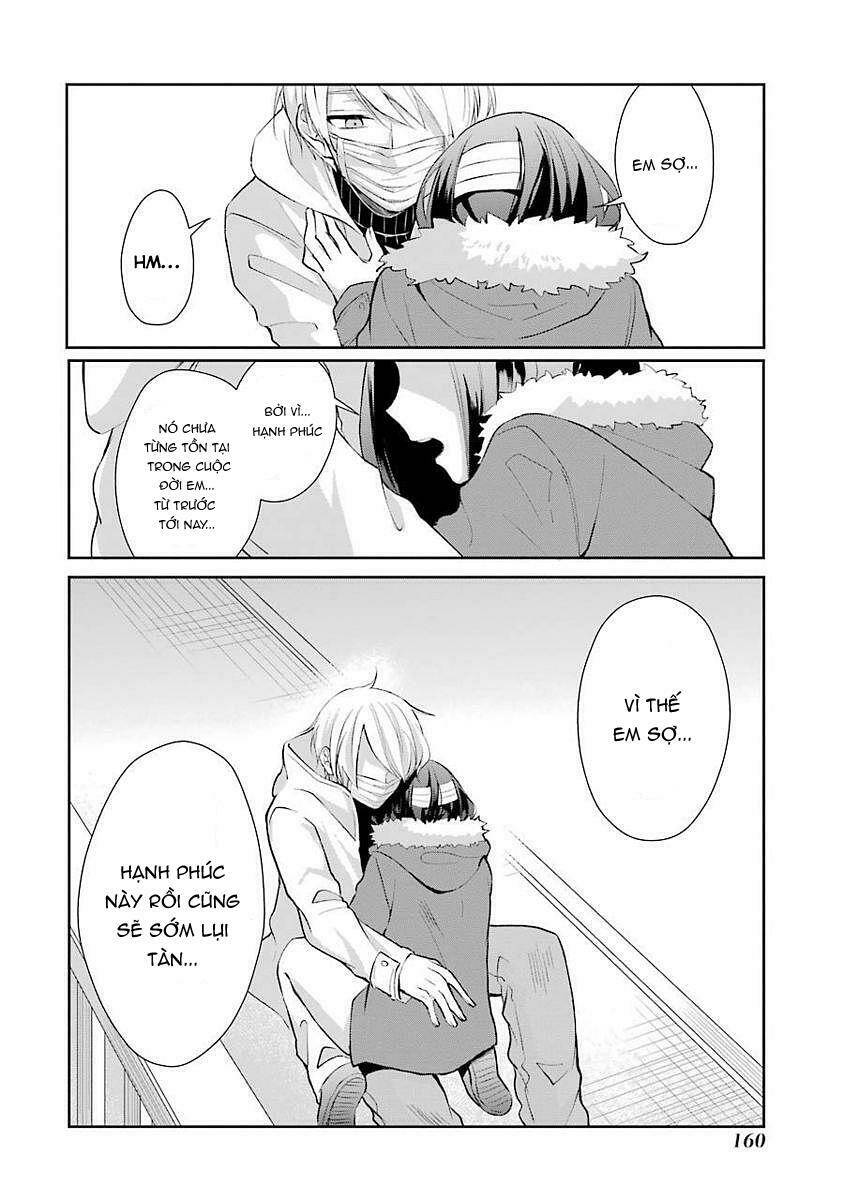 EM SỢ...
HM...
BỞI VÌ...
HẠNH PHÚC
NÓ CHƯA
TỪNG TỒN TẠI
TRONG CUỘC
ĐỜI EM...
TỪ TRƯỚC
TỚI NAY...
VÌ THẾ
EM SỢ...
HẠNH PHÚC
NÀY RỒI CŨNG
SẼ SỚM LỤI
TÀN...
160